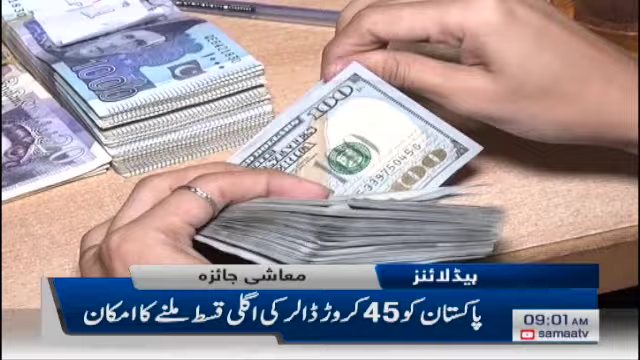 1000
100
100
ہیڈلائنز
معاشی جائزہ
پاکستان کو 45 کروڑ ڈالر کی اگلی قسط ملنے کا امکان
09:01 AM
samaatv